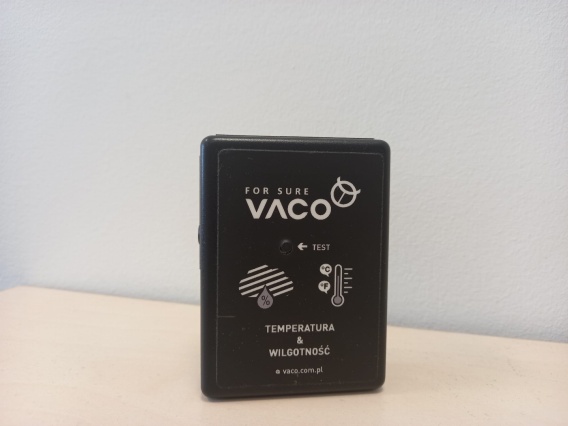 FOR SURE
VACO
← TEST
%
°C
°F
TEMPERATURA
&
WILGOTNOŚĆ
vaco.com.pl